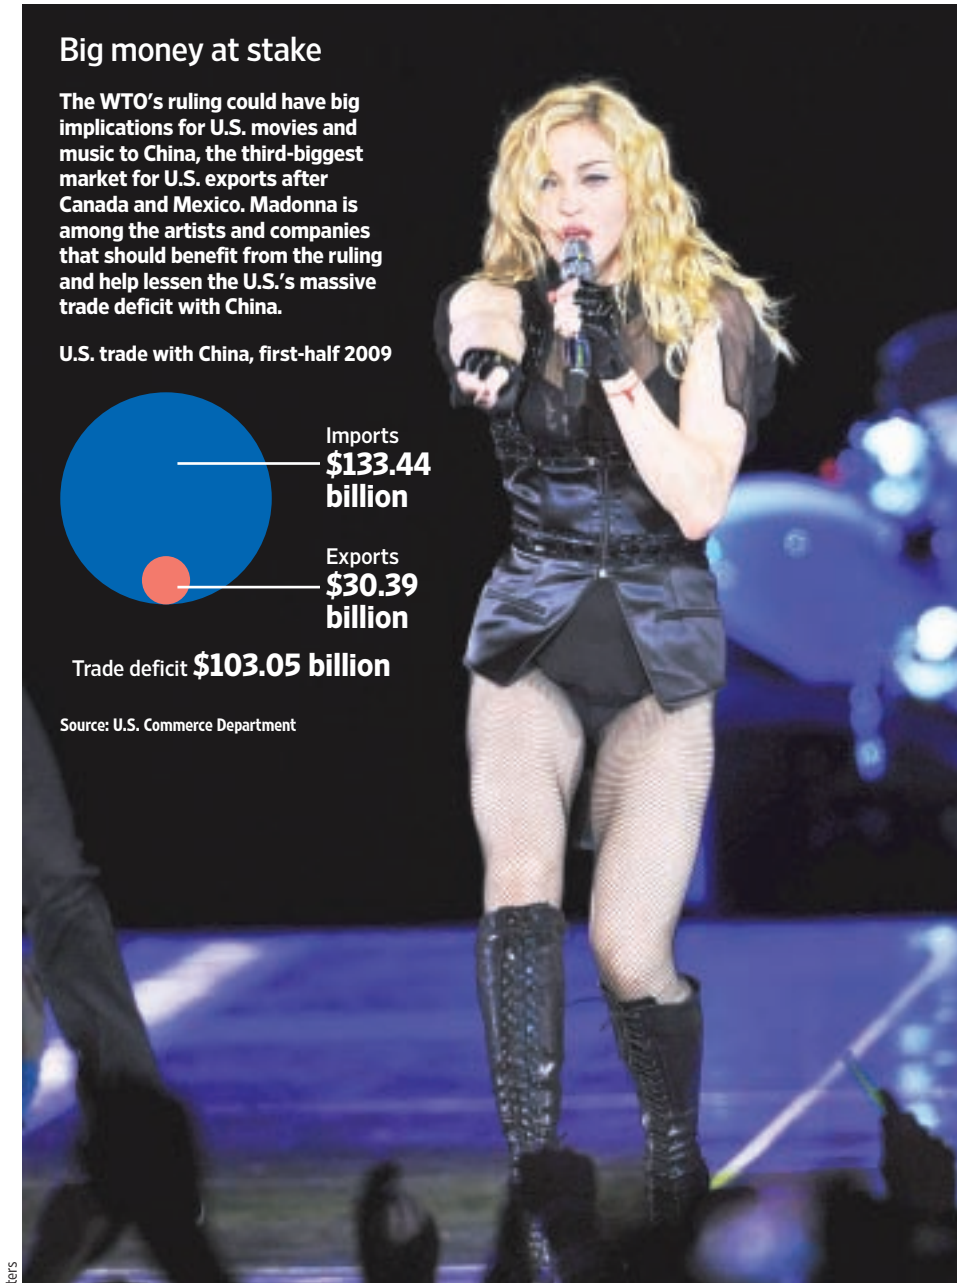 Big money at stake
The WTO's ruling could have big
implications for U.S. movies and
music to China, the third-biggest
market for U.S. exports after
Canada and Mexico. Madonna is
among the artists and companies
that should benefit from the ruling
and help lessen the U.S.'s massive
trade deficit with China.
U.S. trade with China, first-half 2009
Imports
$133.44
billion
Exports
$30.39
billion
Trade deficit $103.05 billion
Source: U.S. Commerce Department
ters